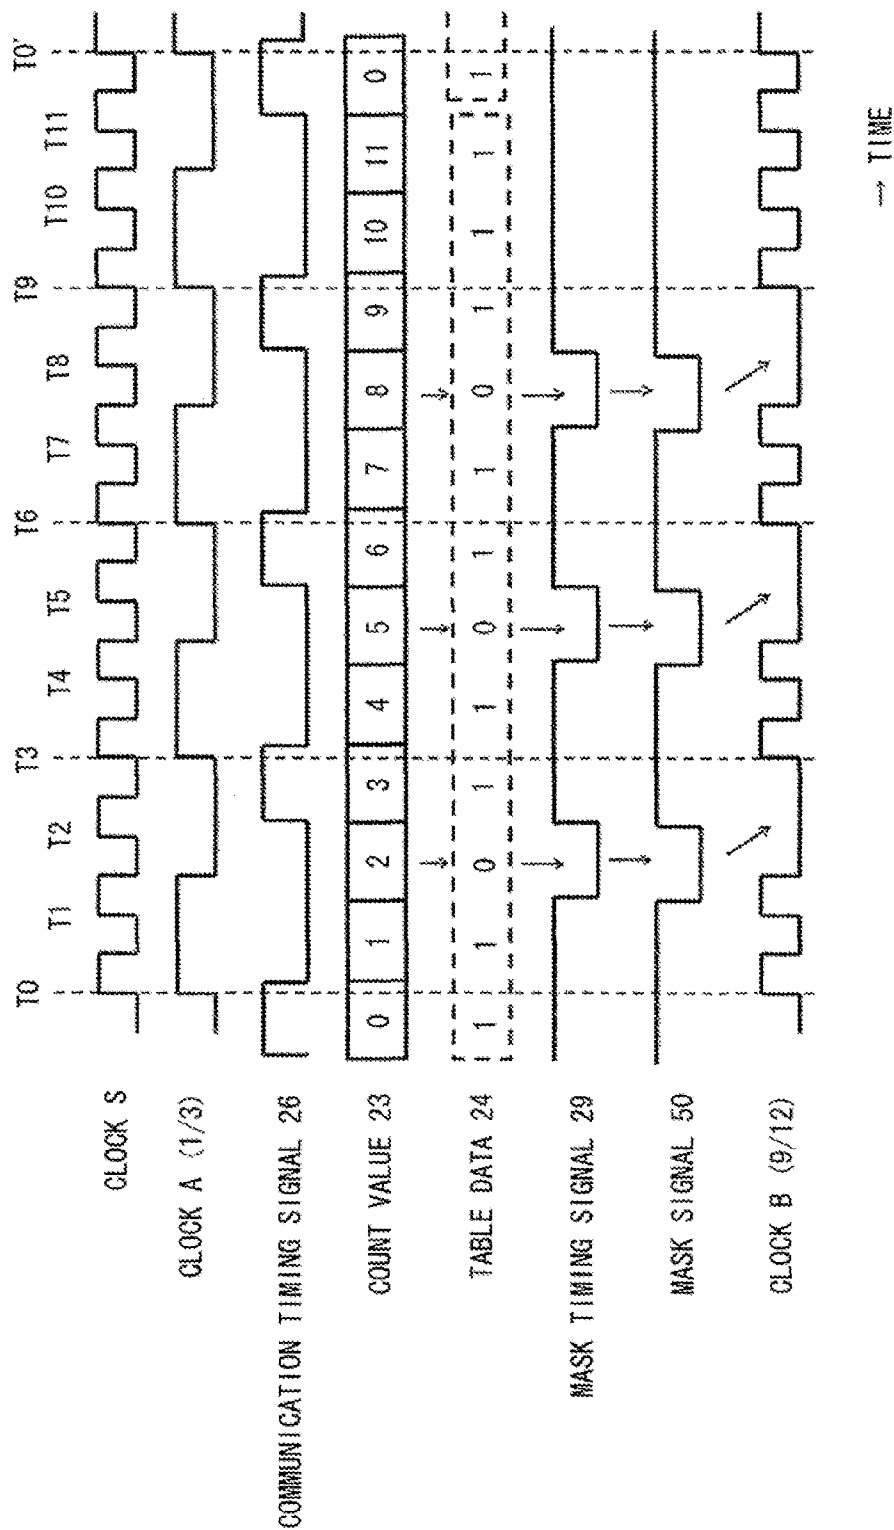 T0 T1 T2 T3 T4 T5 T6 T7 T8 T9 T10 T11 T0'
CLOCK S
CLOCK A (1/3)
COMMUNICATION TIMING SIGNAL 26
COUNT VALUE 23 0 1 2 3 4 5 6 7 8 9 10 11 0
TABLE DATA 24 1 1 0 1 1 0 1 1 0 1 1 1 1
MASK TIMING SIGNAL 29
MASK SIGNAL 50
CLOCK B (9/12)
→ TIME